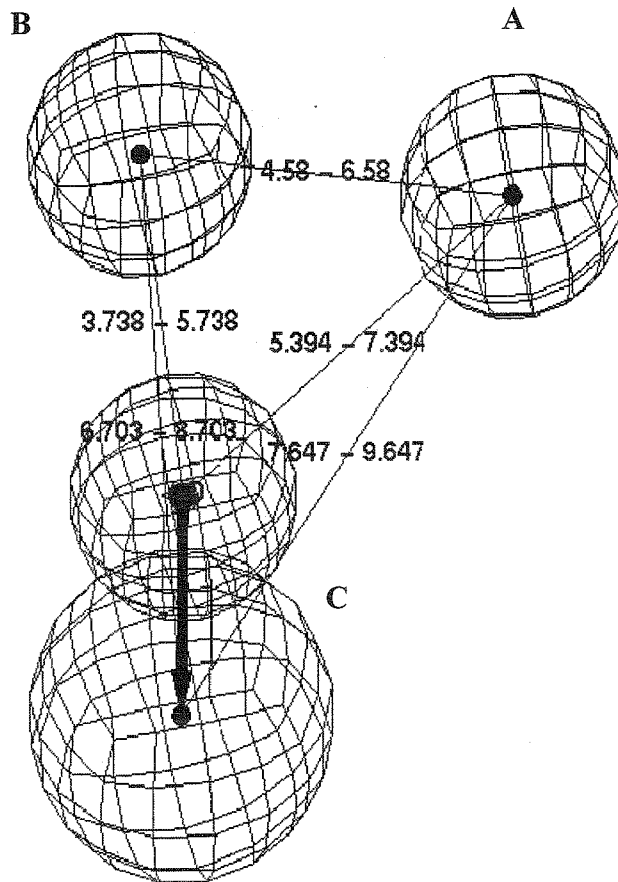 B
A
4.58 – 6.58
3.738 – 5.738
5.394 – 7.394
6.703 – 8.703
7.647 – 9.647
C